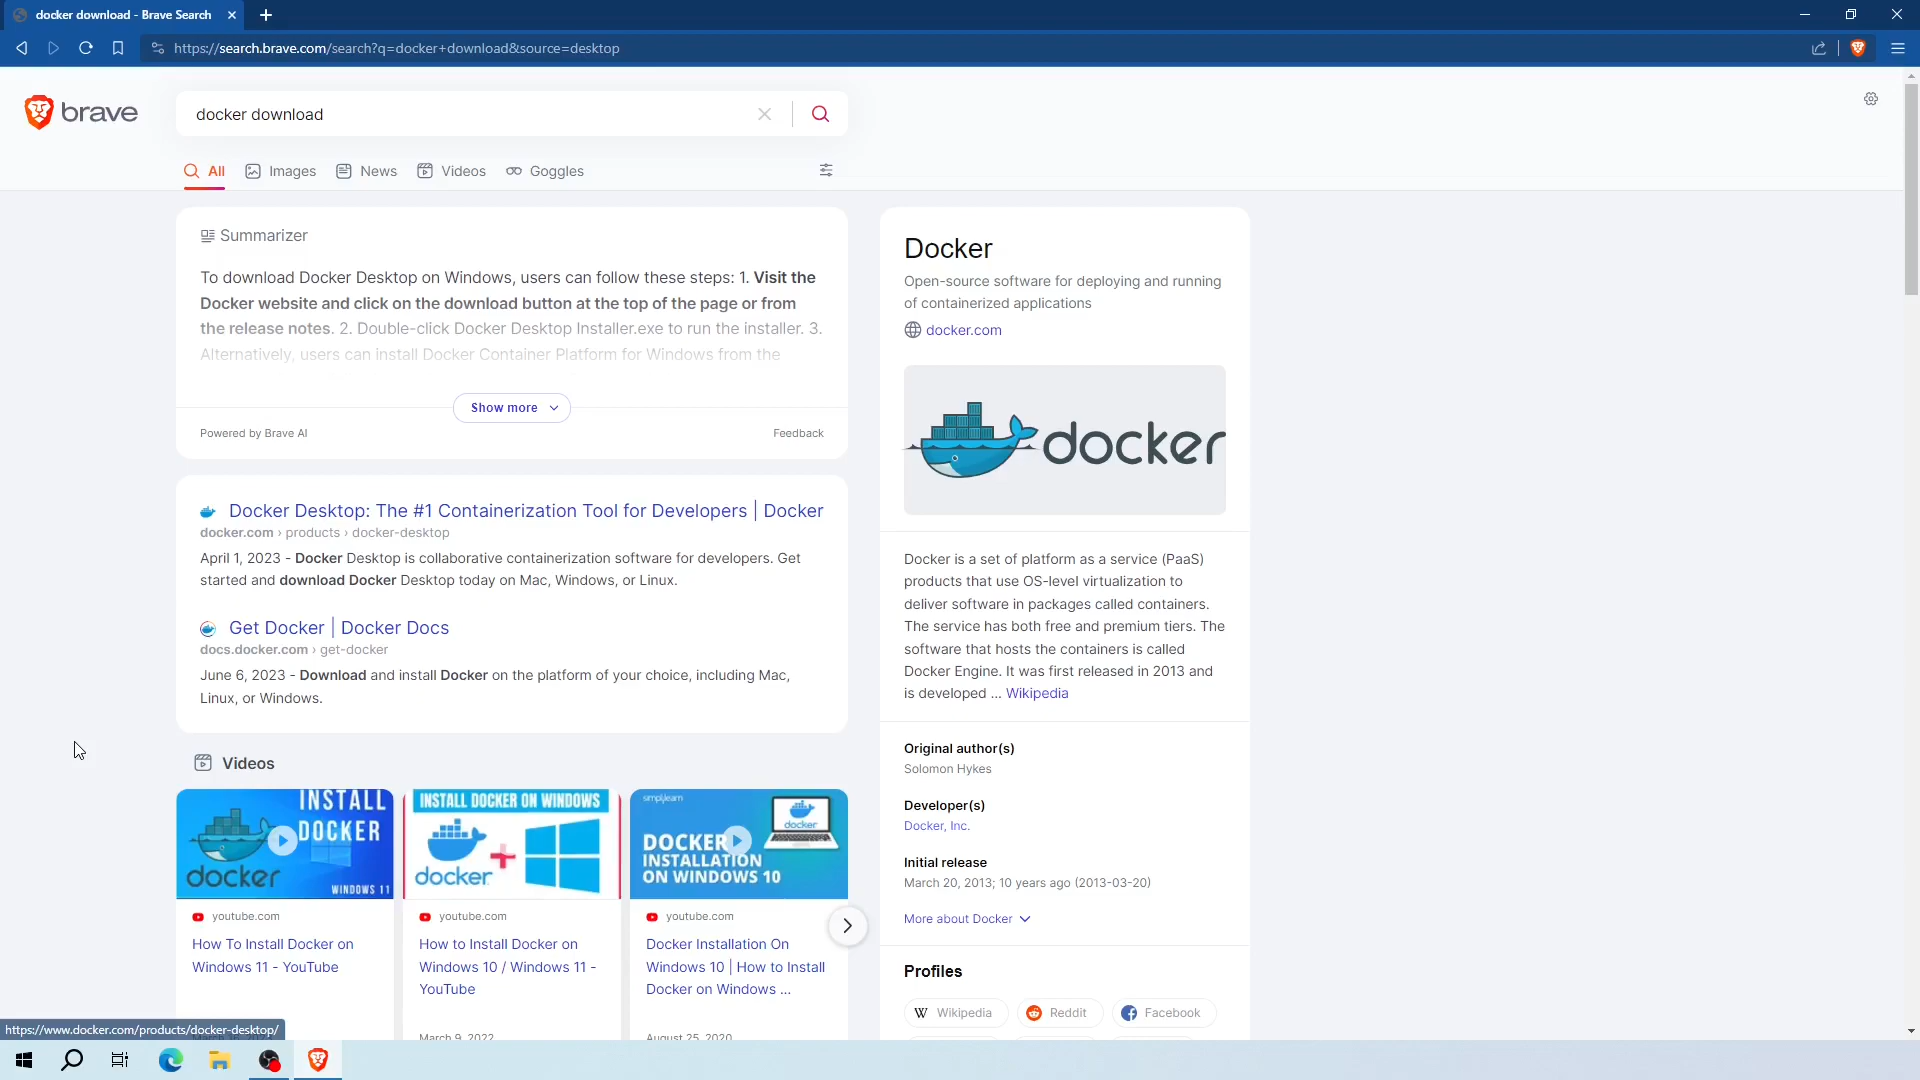 docker download - Brave Search
https://search.brave.com/search?q=docker+download&source=desktop
brave
docker download
All
Images
News
Videos
Goggles
Summarizer
To download Docker Desktop on Windows, users can follow these steps: 1. Visit the
Docker website and click on the download button at the top of the page or from
the release notes. 2. Double-click Docker Desktop Installer.exe to run the installer. 3.
Alternatively, users can install Docker Container Platform for Windows from the
Show more
Powered by Brave AI
Feedback
Docker Desktop: The #1 Containerization Tool for Developers | Docker
docker.com › products › docker-desktop
April 1, 2023 - Docker Desktop is collaborative containerization software for developers. Get
started and download Docker Desktop today on Mac, Windows, or Linux.
Get Docker | Docker Docs
docs.docker.com › get-docker
June 6, 2023 - Download and install Docker on the platform of your choice, including Mac,
Linux, or Windows.
Videos
INSTALL
DOCKER
docker
WINDOWS 11
youtube.com
How To Install Docker on
Windows 11 - YouTube
INSTALL DOCKER ON WINDOWS
docker
youtube.com
How to Install Docker on
Windows 10 / Windows 11 -
YouTube
March 9, 2022
simplilearn
docker
DOCKER
INSTALLATION
ON WINDOWS 10
youtube.com
Docker Installation On
Windows 10 | How to Install
Docker on Windows ...
August 25, 2020
Docker
Open-source software for deploying and running
of containerized applications
docker.com
docker
Docker is a set of platform as a service (PaaS)
products that use OS-level virtualization to
deliver software in packages called containers.
The service has both free and premium tiers. The
software that hosts the containers is called
Docker Engine. It was first released in 2013 and
is developed ... Wikipedia
Original author(s)
Solomon Hykes
Developer(s)
Docker, Inc.
Initial release
March 20, 2013; 10 years ago (2013-03-20)
More about Docker
Profiles
W Wikipedia
Reddit
Facebook
https://www.docker.com/products/docker-desktop/